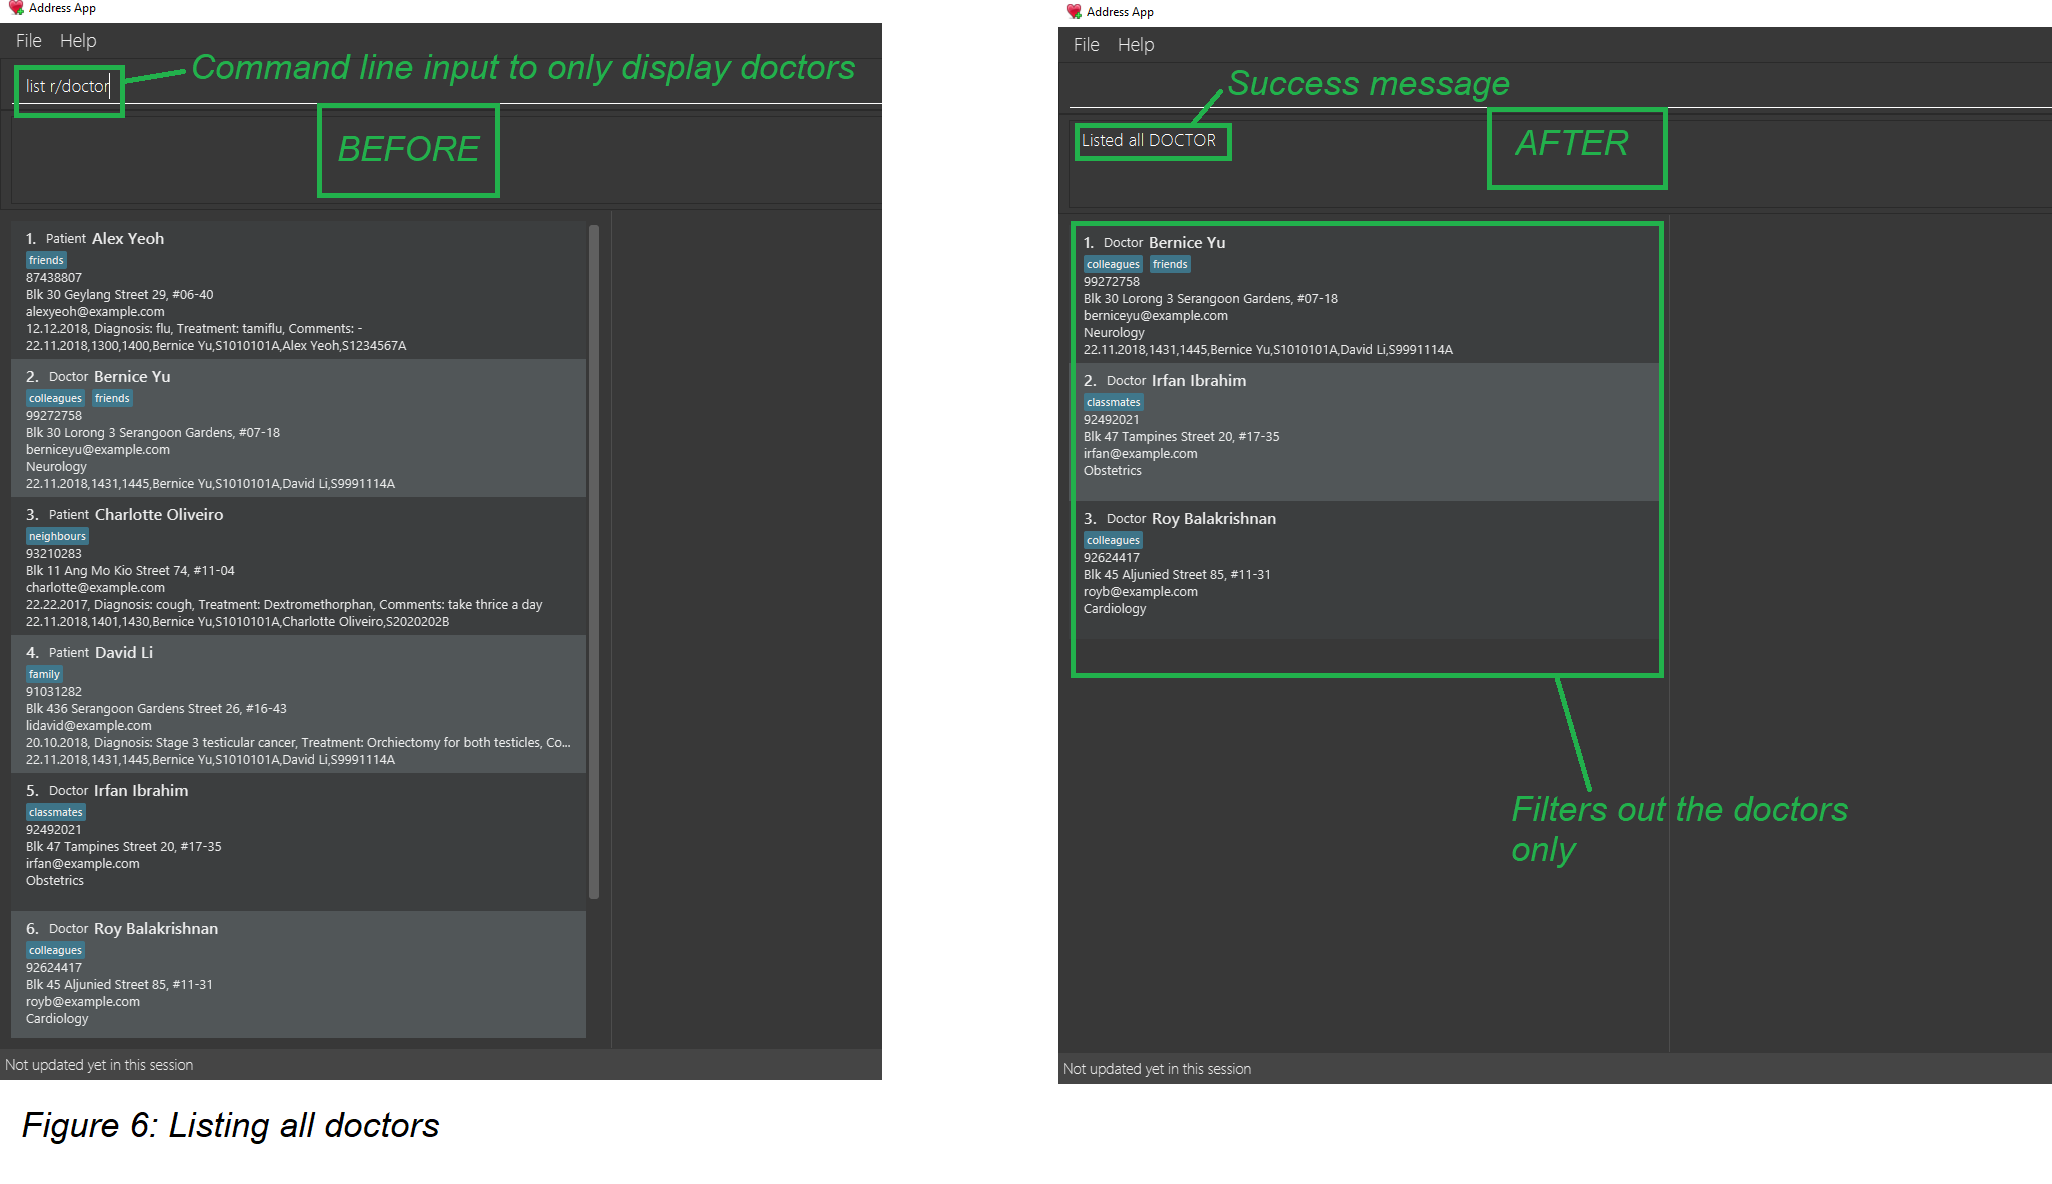 Address App
File Help
Command line input to only display doctors
list r/doctor
BEFORE
1. Patient Alex Yeoh
friends
87438807
Blk 30 Geylang Street 29, #06-40
alexyeoh@example.com
12.12.2018, Diagnosis: flu, Treatment: tamiflu, Comments: -
22.11.2018,1300,1400,Bernice Yu,S1010101A,Alex Yeoh,S1234567A
2. Doctor Bernice Yu
colleagues friends
99272758
Blk 30 Lorong 3 Serangoon Gardens, #07-18
berniceyu@example.com
Neurology
22.11.2018,1431,1445,Bernice Yu,S1010101A,David Li,S9991114A
3. Patient Charlotte Oliveiro
neighbours
93210283
Blk 11 Ang Mo Kio Street 74, #11-04
charlotte@example.com
22.22.2017, Diagnosis: cough, Treatment: Dextromethorphan, Comments: take thrice a day
22.11.2018,1401,1430,Bernice Yu,S1010101A,Charlotte Oliveiro,S2020202B
4. Patient David Li
family
91031282
Blk 436 Serangoon Gardens Street 26, #16-43
lidavid@example.com
20.10.2018, Diagnosis: Stage 3 testicular cancer, Treatment: Orchiectomy for both testicles, Co...
22.11.2018,1431,1445,Bernice Yu,S1010101A,David Li,S9991114A
5. Doctor Irfan Ibrahim
classmates
92492021
Blk 47 Tampines Street 20, #17-35
irfan@example.com
Obstetrics
6. Doctor Roy Balakrishnan
colleagues
92624417
Blk 45 Aljunied Street 85, #11-31
royb@example.com
Cardiology
Not updated yet in this session
Address App
File Help
Success message
Listed all DOCTOR
AFTER
1. Doctor Bernice Yu
colleagues friends
99272758
Blk 30 Lorong 3 Serangoon Gardens, #07-18
berniceyu@example.com
Neurology
22.11.2018,1431,1445,Bernice Yu,S1010101A,David Li,S9991114A
2. Doctor Irfan Ibrahim
classmates
92492021
Blk 47 Tampines Street 20, #17-35
irfan@example.com
Obstetrics
3. Doctor Roy Balakrishnan
colleagues
92624417
Blk 45 Aljunied Street 85, #11-31
royb@example.com
Cardiology
Filters out the doctors
only
Not updated yet in this session
Figure 6: Listing all doctors